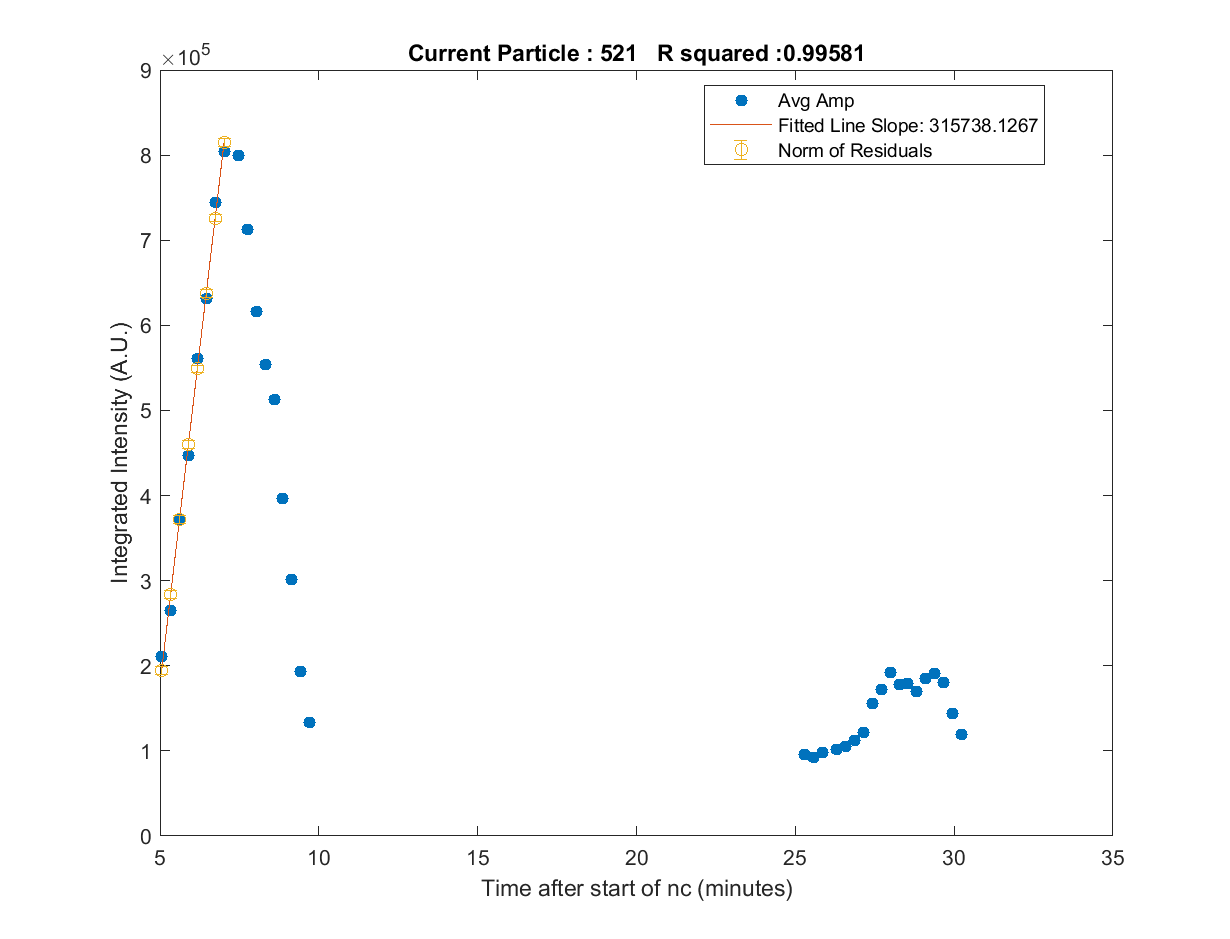 Current Particle : 521   R squared :0.99581
×10^5
Avg Amp
Fitted Line Slope: 315738.1267
Norm of Residuals
9
8
7
6
5
4
3
2
1
0
Integrated Intensity (A.U.)
5 10 15 20 25 30 35
Time after start of nc (minutes)